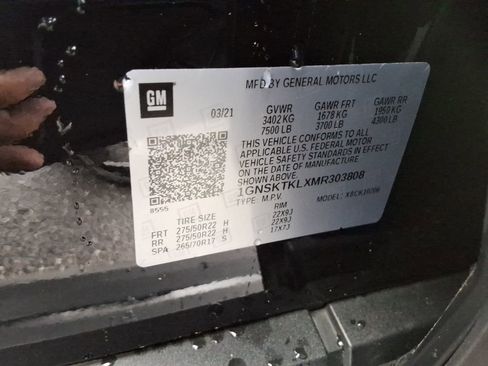 MFD BY GENERAL MOTORS LLC
GM
03/21 GVWR GAWR FRT GAWR RR
3402 KG 1678 KG 1950 KG
7500 LB 3700 LB 4300 LB
THIS VEHICLE CONFORMS TO ALL
APPLICABLE U.S. FEDERAL MOTOR
VEHICLE SAFETY STANDARDS IN EFFECT
ON THE DATE OF MANUFACTURE
SHOWN ABOVE.
1GNSKTKLXMR303808
8556 TYPE: M.P.V. MODEL:
TIRE SIZE RIM
FRT 275/50R22 H 22X9J
RR 275/50R22 H 22X9J
SPA 265/70R17 S 17X7J